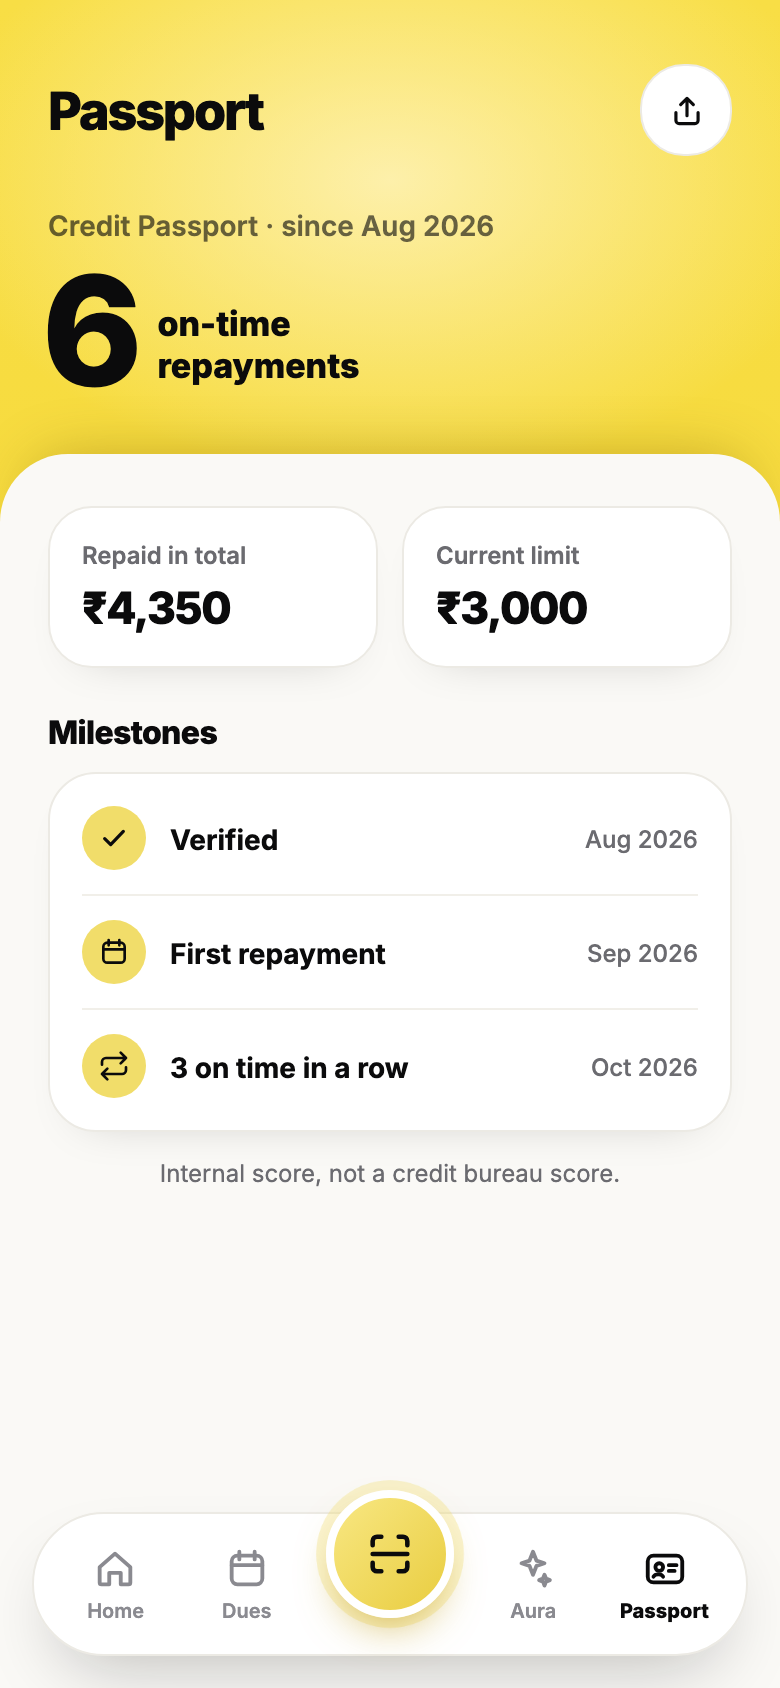 Passport
Credit Passport · since Aug 2026
6 on-time
repayments
Repaid in total
₹4,350
Current limit
₹3,000
Milestones
Verified Aug 2026
First repayment Sep 2026
3 on time in a row Oct 2026
Internal score, not a credit bureau score.
Home Dues Aura Passport